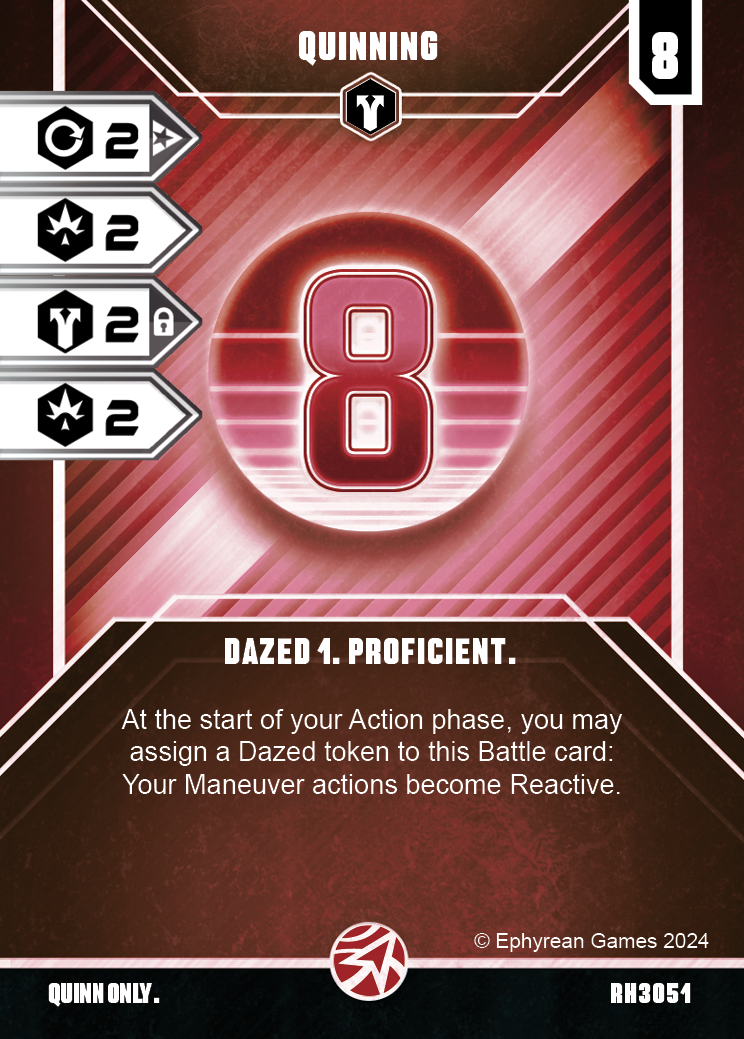 QUINNING
8
2
2
2
2
8
DAZED 1. PROFICIENT.
At the start of your Action phase, you may
assign a Dazed token to this Battle card:
Your Maneuver actions become Reactive.
© Ephyrean Games 2024
QUINN ONLY.
RH3051